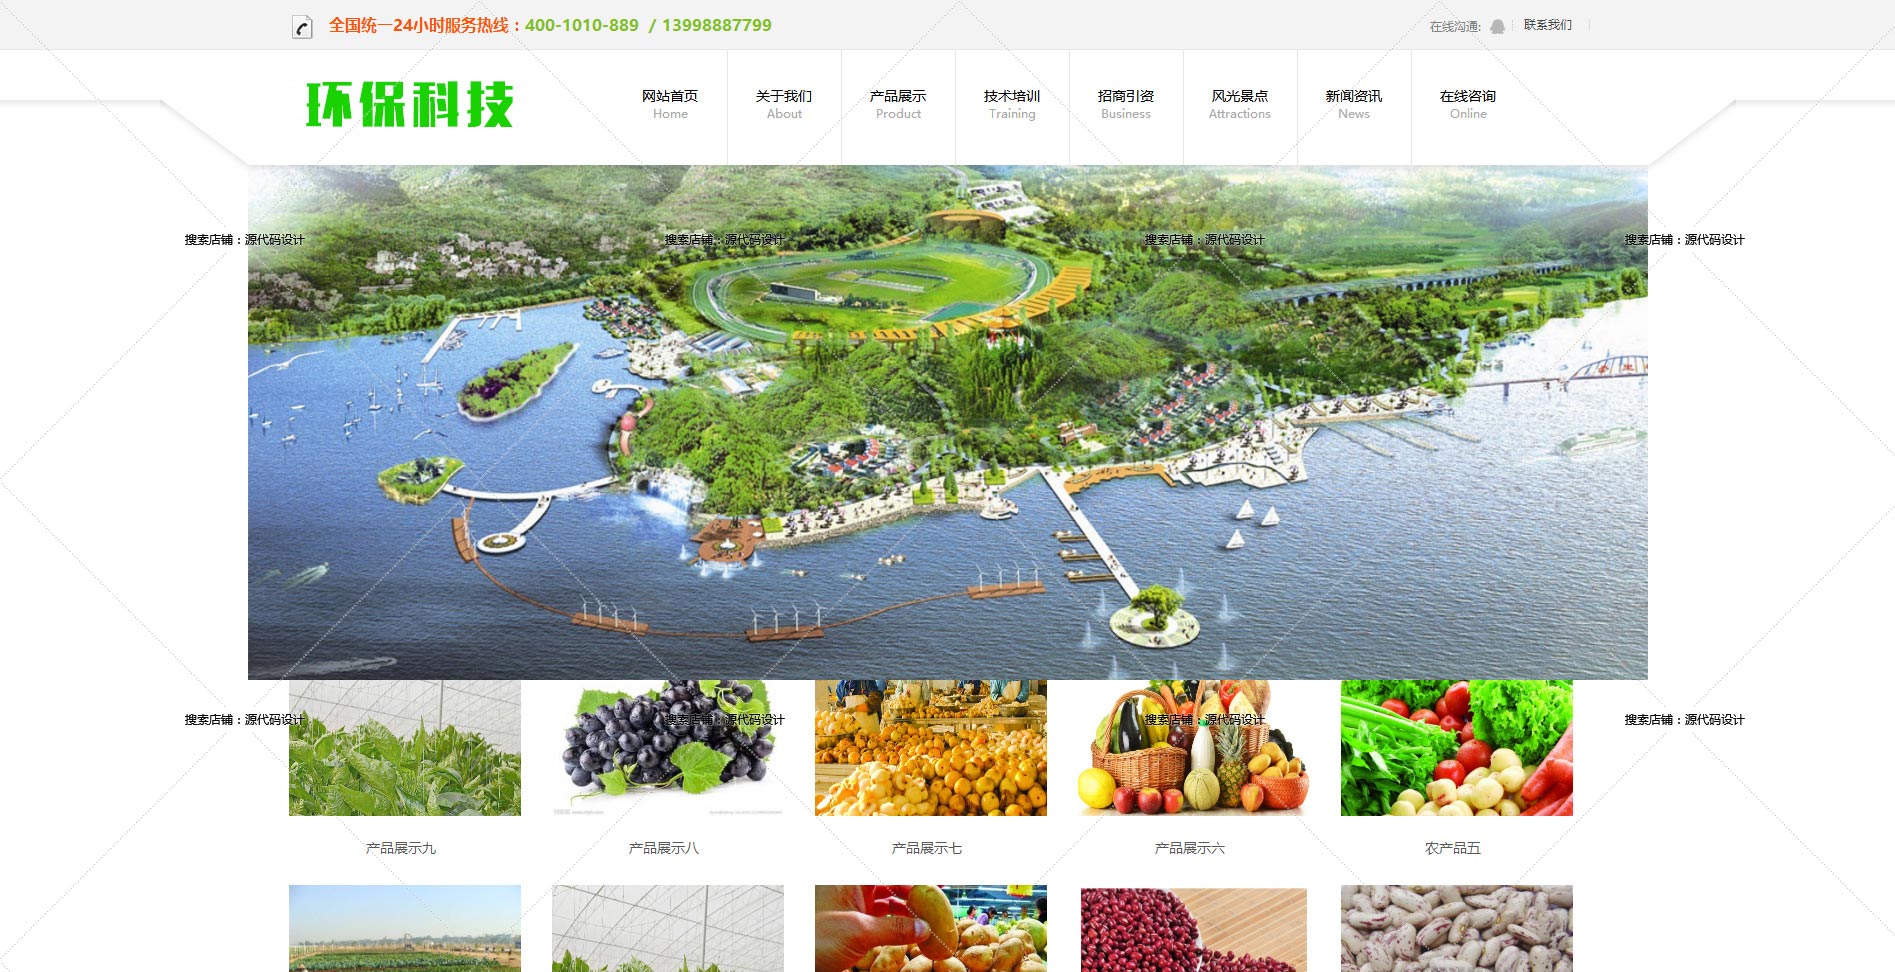 全国统一24小时服务热线：400-1010-889 / 13998887799
在线沟通:
联系我们
环保科技
网站首页 关于我们 产品展示 技术培训 招商引资 风光景点 新闻资讯 在线咨询
Home About Product Training Business Attractions News Online
搜索店铺：源代码设计 搜索店铺：源代码设计 搜索店铺：源代码设计 搜索店铺：源代码设计
搜索店铺：源代码设计 搜索店铺：源代码设计 搜索店铺：源代码设计 搜索店铺：源代码设计
产品展示九 产品展示八 产品展示七 产品展示六 农产品五